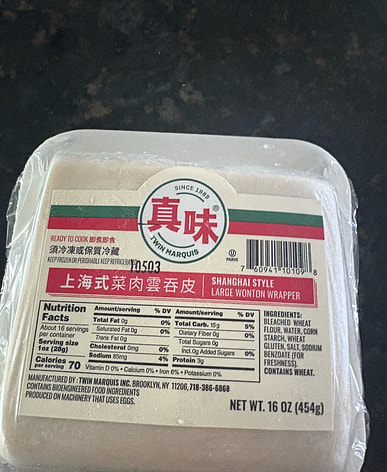 SINCE 1989
真味®
TWIN MARQUIS
READY TO COOK 即煮即食
須冷凍或保質冷藏
KEEP FROZEN OR PERISHABLE KEEP REFRIGERATED
10503
U
PARVE
7 60941 10109 8
上海式菜肉雲吞皮
SHANGHAI STYLE
LARGE WONTON WRAPPER
Nutrition Facts
About 16 servings per container
Serving size 1oz (28g)
Calories per serving 70
Amount/serving % DV
Total Fat 0g 0%
Saturated Fat 0g 0%
Trans Fat 0g
Cholesterol 0mg 0%
Sodium 85mg 4%
Amount/serving % DV
Total Carb. 15g 5%
Dietary Fiber 0g 0%
Total Sugars 0g
Incl.0g Added Sugars 0%
Protein 3g
Vitamin D 0% • Calcium 0% • Iron 6% • Potassium 0%
INGREDIENTS:
BLEACHED WHEAT
FLOUR, WATER, CORN
STARCH, WHEAT
GLUTEN, SALT, SODIUM
BENZOATE (FOR
FRESHNESS).
CONTAINS WHEAT.
MANUFACTURED BY : TWIN MARQUIS INC. BROOKLYN, NY 11206, 718-386-6868
CONTAINS BIOENGINEERED FOOD INGREDIENTS
PRODUCED ON MACHINERY THAT USES EGGS.
NET WT. 16 OZ (454g)